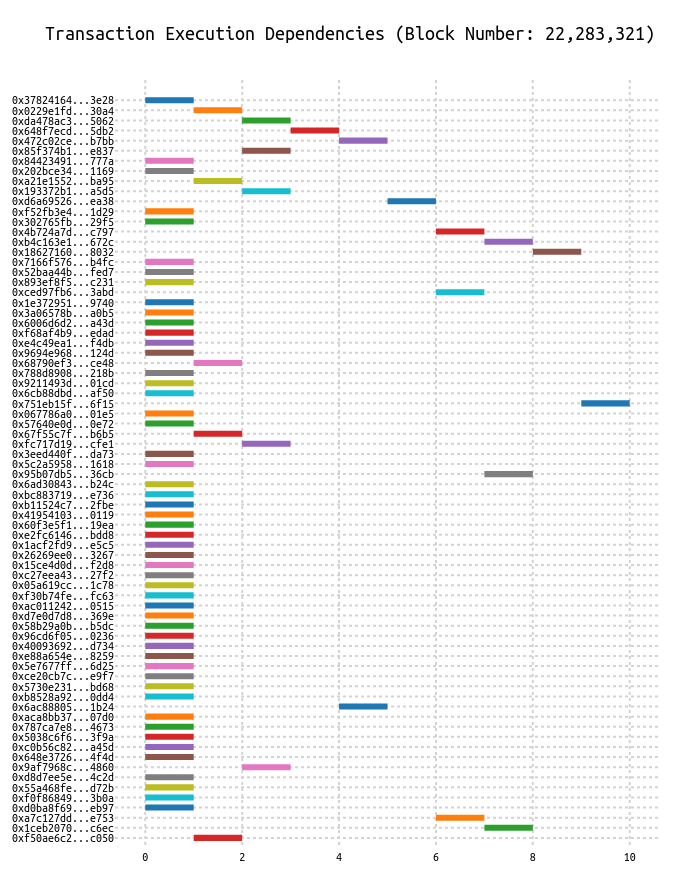 Transaction Execution Dependencies (Block Number: 22,283,321)
0x37824164...3e28
0x0229e1fd...30a4
0xda478ac3...5062
0x648f7ecd...5db2
0x472c02ce...b7bb
0x85f374b1...e837
0x84423491...777a
0x202bce34...1169
0xa21e1552...ba95
0x193372b1...a5d5
0xd6a69526...ea38
0xf52fb3e4...1d29
0x302765fb...29f5
0x4b724a7d...c797
0xb4c163e1...672c
0x18627160...8032
0x7166f576...b4fc
0x52baa44b...fed7
0x893ef8f5...c231
0xced97fb6...3abd
0x1e372951...9740
0x3a06578b...a0b5
0x6006d6d2...a43d
0xf68af4b9...edad
0xe4c49ea1...f4db
0x9694e968...124d
0x68790ef3...ce48
0x788d8908...218b
0x9211493d...01cd
0x6cb88dbd...af50
0x751eb15f...6f15
0x067786a0...01e5
0x57640e0d...0e72
0x67f55c7f...b6b5
0xfc717d19...cfe1
0x3eed440f...da73
0x5c2a5958...1618
0x95b07db5...36cb
0x6ad30843...b24c
0xbc883719...e736
0xb11524c7...2fbe
0x41954103...0119
0x60f3e5f1...19ea
0xe2fc6146...bdd8
0x1acf2fd9...e5c5
0x26269ee0...3267
0x15ce4d0d...f2d8
0xc27eea43...27f2
0x05a619cc...1c78
0xf30b74fe...fc63
0xac011242...0515
0xd7e0d7d8...369e
0x58b29a0b...b5dc
0x96cd6f05...0236
0x40093692...d734
0xe88a654e...8259
0x5e7677ff...6d25
0xce20cb7c...e9f7
0x5730e231...bd68
0xb8528a92...0dd4
0x6ac88805...1b24
0xaca8bb37...07d0
0x787ca7e8...4673
0x5038c6f6...3f9a
0xc0b56c82...a45d
0x648e3726...4f4d
0x9af7968c...4860
0xd8d7ee5e...4c2d
0x55a468fe...d72b
0xf0f86849...3b0a
0xd0ba8f69...eb97
0xa7c127dd...e753
0x1ceb2070...c6ec
0xf50ae6c2...c050
0 2 4 6 8 10